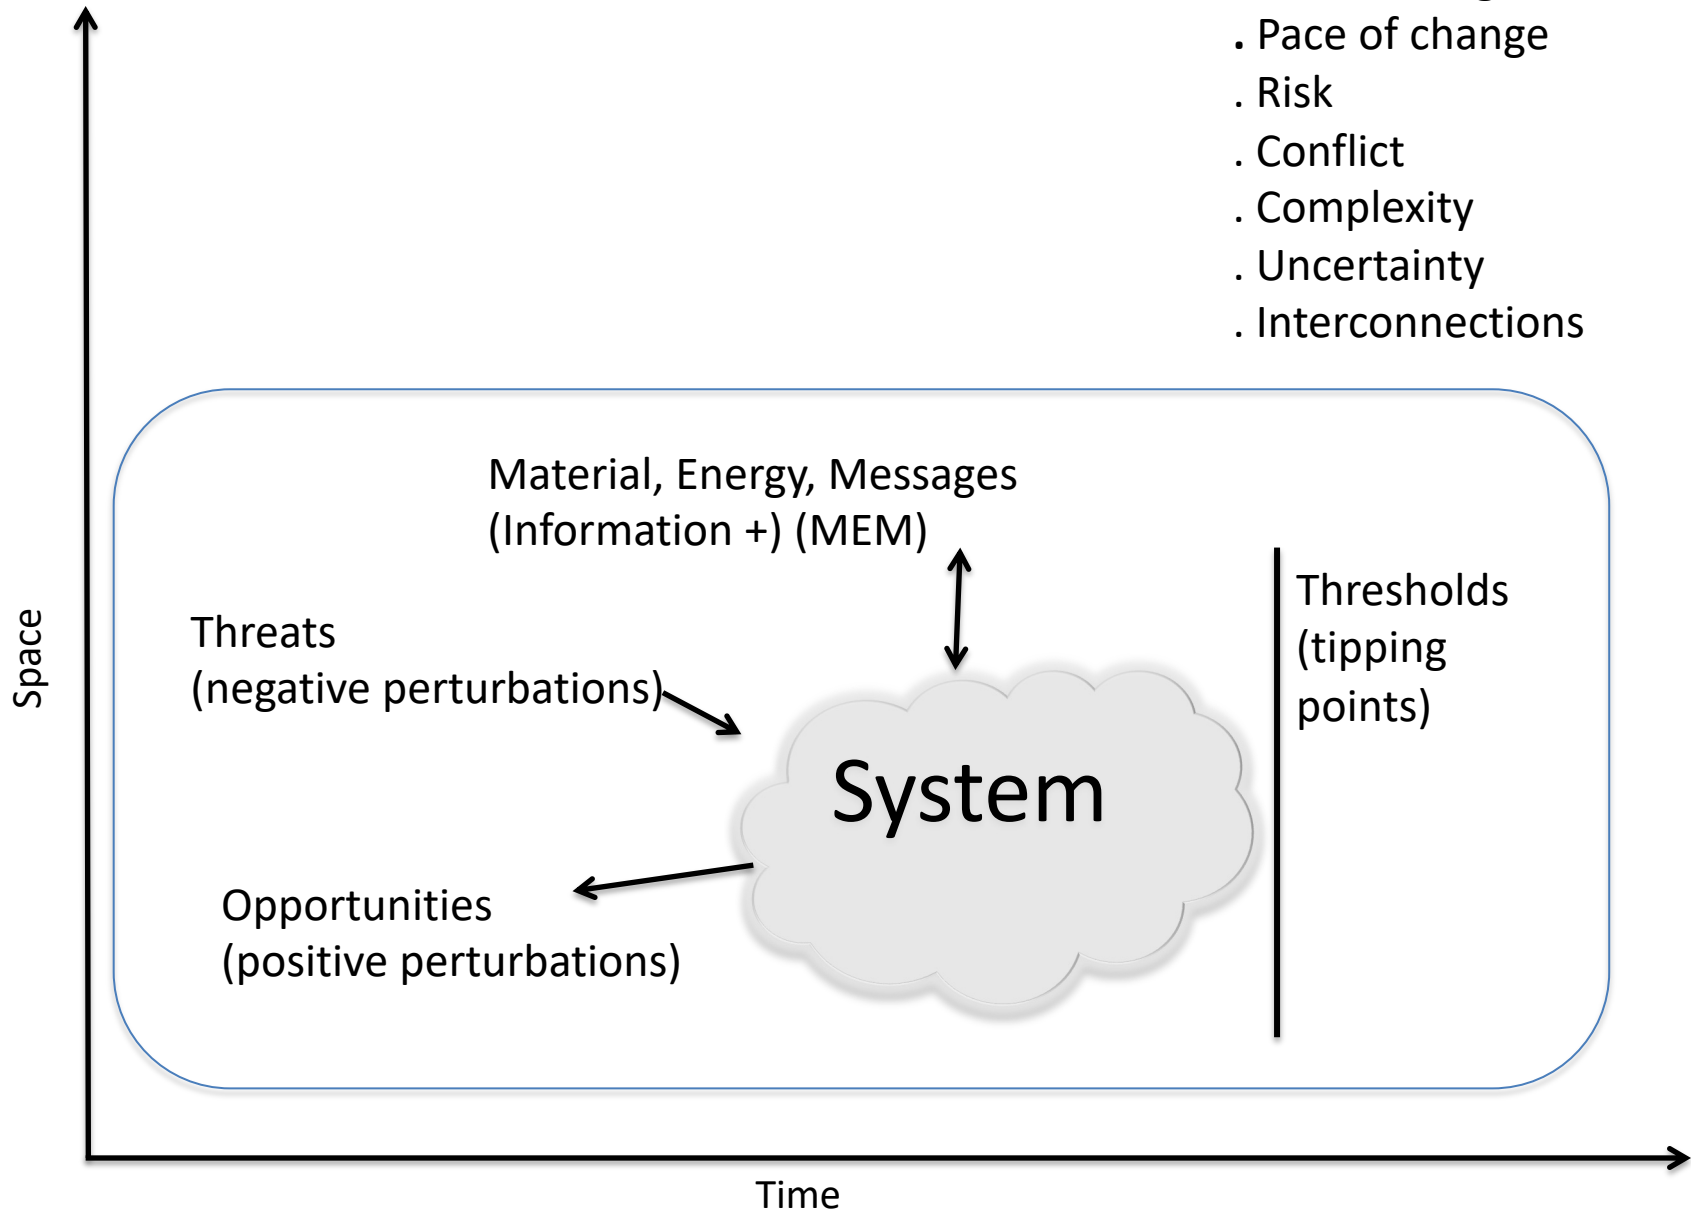 . Pace of change
. Risk
. Conflict
. Complexity
. Uncertainty
. Interconnections
Material, Energy, Messages
(Information +) (MEM)
Threats
(negative perturbations)
Thresholds
(tipping
points)
System
Opportunities
(positive perturbations)
Space
Time